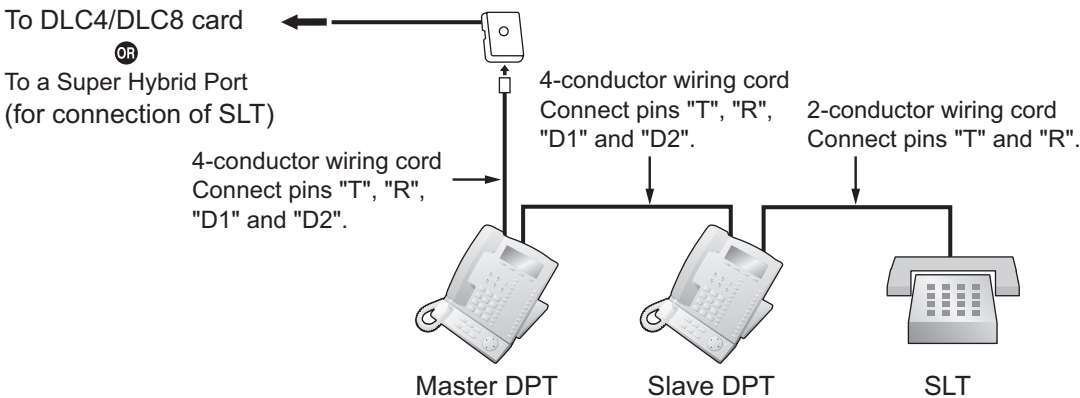 To DLC4/DLC8 card
OR
To a Super Hybrid Port
(for connection of SLT)
4-conductor wiring cord
Connect pins "T", "R",
"D1" and "D2".
4-conductor wiring cord
Connect pins "T", "R",
"D1" and "D2".
2-conductor wiring cord
Connect pins "T" and "R".
Master DPT
Slave DPT
SLT